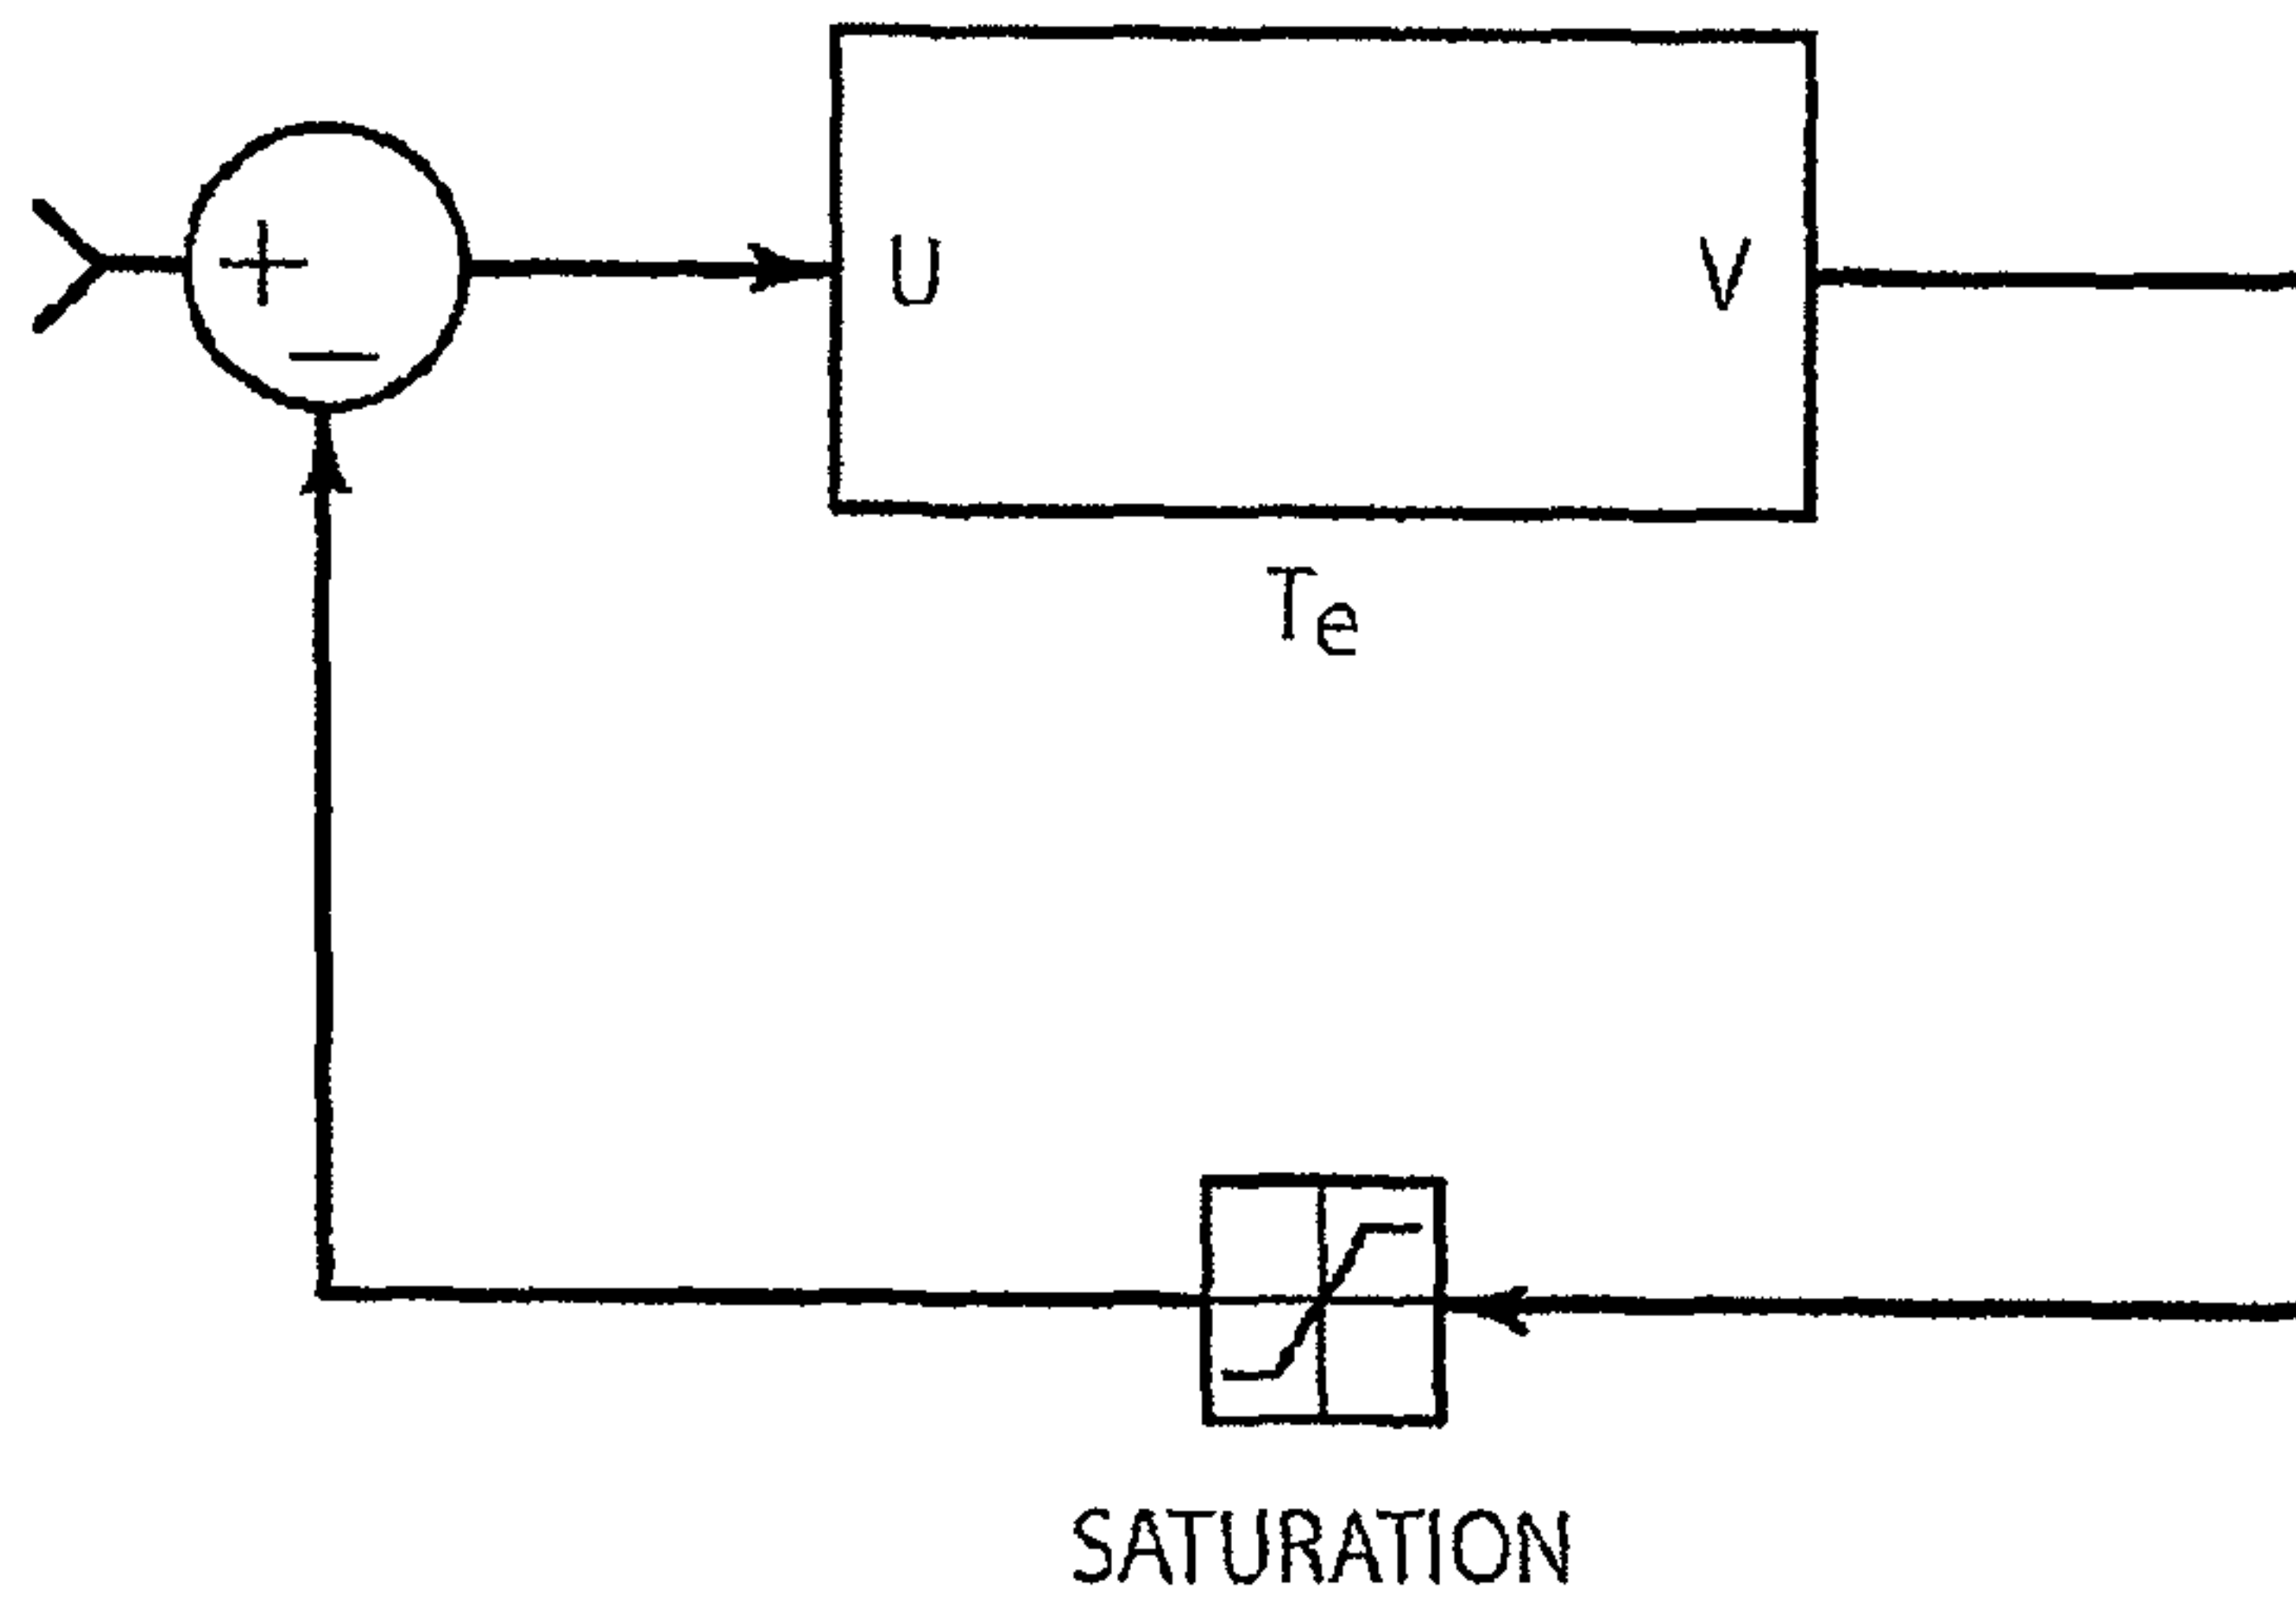 +
U V
—
Te
SATURATION